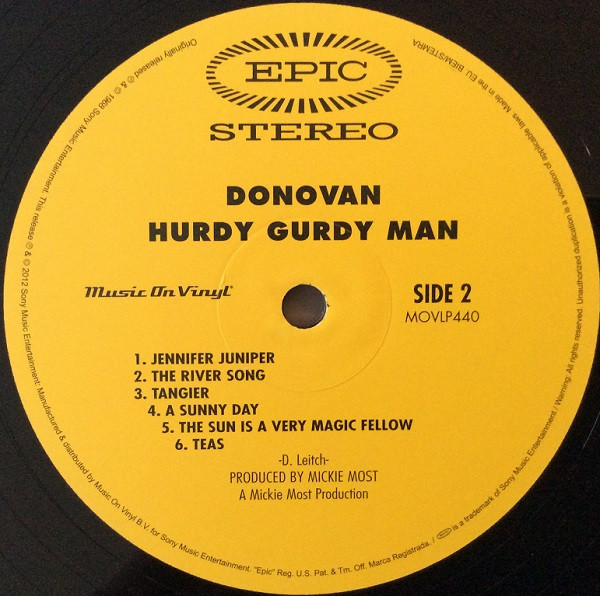 EPIC
STEREO
DONOVAN
HURDY GURDY MAN
Music On Vinyl®
SIDE 2
MOVLP440
1. JENNIFER JUNIPER
2. THE RIVER SONG
3. TANGIER
4. A SUNNY DAY
5. THE SUN IS A VERY MAGIC FELLOW
6. TEAS
-D. Leitch-
PRODUCED BY MICKIE MOST
A Mickie Most Production
Originally released ℗ & © 1968 Sony Music Entertainment. This release ℗ & © 2012 Sony Music Entertainment: Manufactured & distributed by Music On Vinyl B.V. for Sony Music Entertainment. "Epic" Reg. U.S. Pat. & Tm. Off. Marca Registrada. / EPIC is a trademark of Sony Music Entertainment / Warning: All rights reserved. Unauthorized duplication is a violation of applicable laws Made in the EU. BIEM/STEMRA